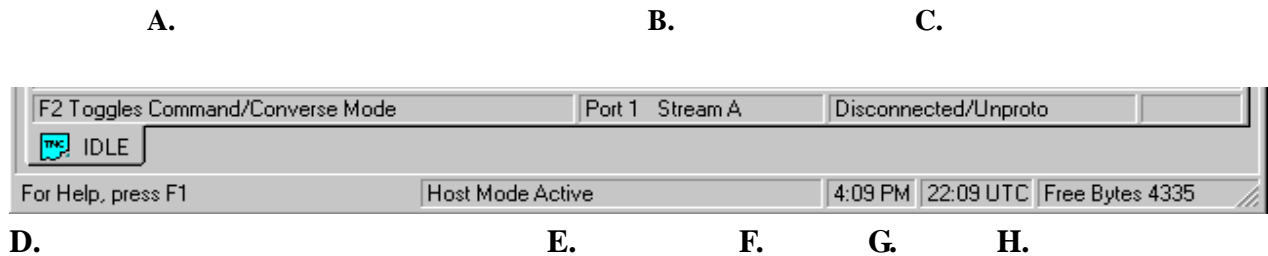 A. B. C.
F2 Toggles Command/Converse Mode Port 1 Stream A Disconnected/Unproto
TNC IDLE
For Help, press F1 Host Mode Active 4:09 PM 22:09 UTC Free Bytes 4335
D. E. F. G. H.